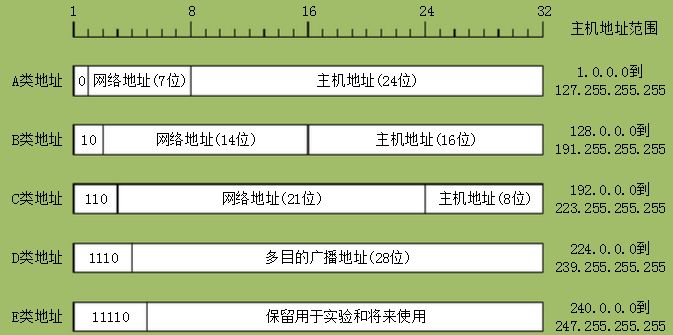 1 8 16 24 32
主机地址范围
A类地址 0 网络地址(7位) 主机地址(24位) 1.0.0.0到
127.255.255.255
B类地址 10 网络地址(14位) 主机地址(16位) 128.0.0.0到
191.255.255.255
C类地址 110 网络地址(21位) 主机地址(8位) 192.0.0.0到
223.255.255.255
D类地址 1110 多目的广播地址(28位) 224.0.0.0到
239.255.255.255
E类地址 11110 保留用于实验和将来使用 240.0.0.0到
247.255.255.255